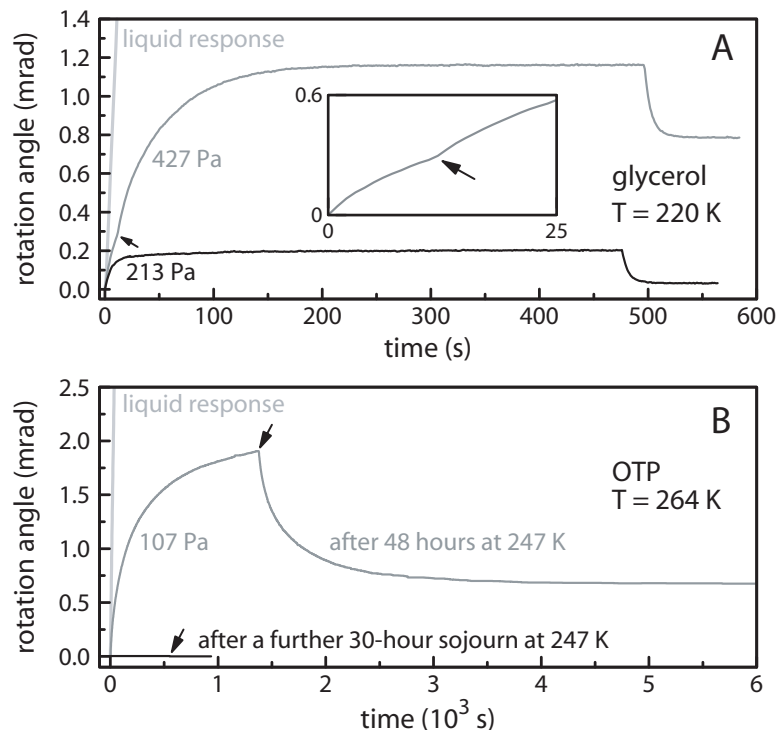 1.4
1.2
1.0
0.8
0.6
0.4
0.2
0.0
rotation angle (mrad)
liquid response
A
427 Pa
213 Pa
0.6
0
0
25
glycerol
T = 220 K
0 100 200 300 400 500 600
time (s)
2.5
2.0
1.5
1.0
0.5
0.0
rotation angle (mrad)
liquid response
B
OTP
T = 264 K
107 Pa
after 48 hours at 247 K
after a further 30-hour sojourn at 247 K
0 1 2 3 4 5 6
time (10³ s)